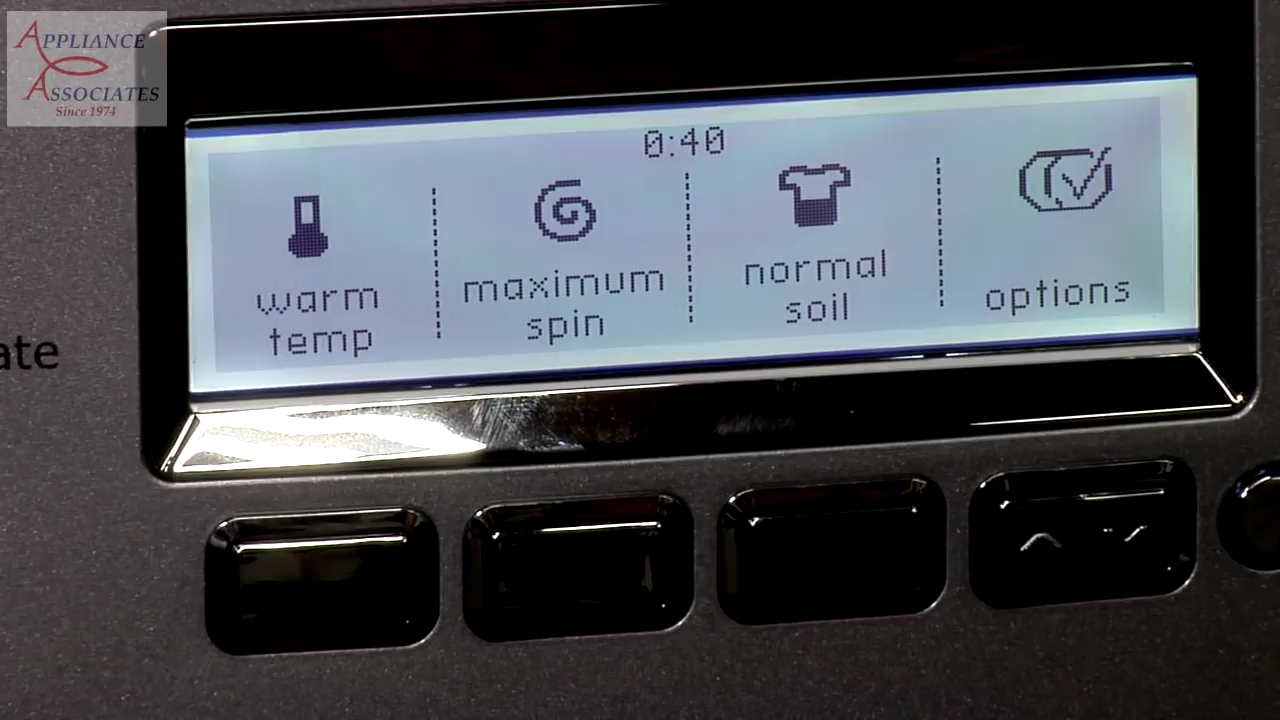 APPLIANCE
ASSOCIATES
Since 1974
0:40
warm
temp
maximum
spin
normal
soil
options
ate